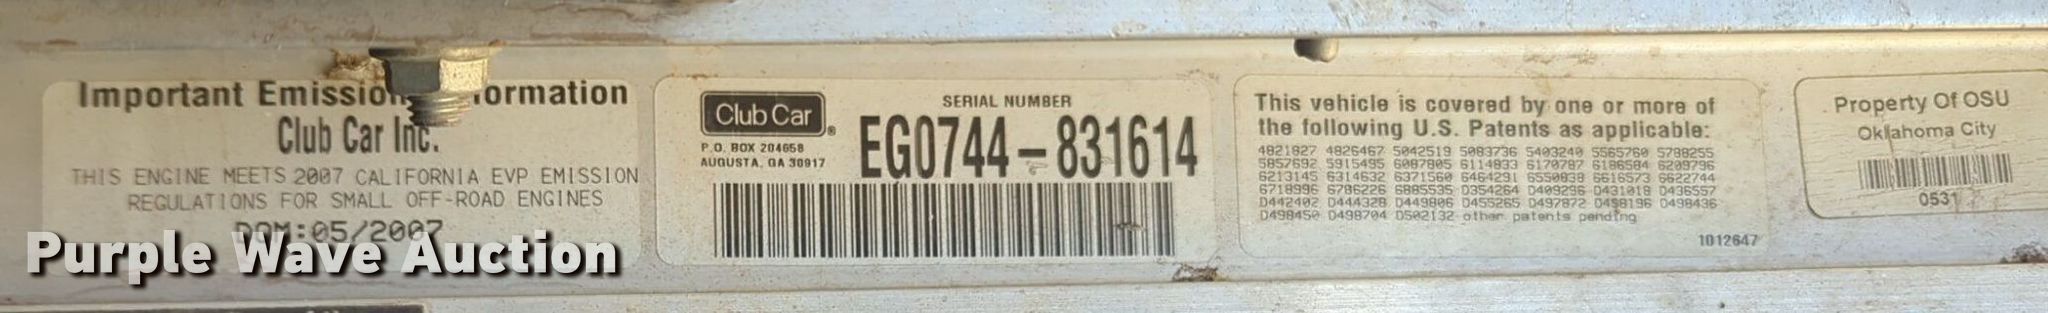 Important Emission Information
Club Car Inc.
THIS ENGINE MEETS 2007 CALIFORNIA EVP EMISSION
REGULATIONS FOR SMALL OFF-ROAD ENGINES
DOM:05/2007
Purple Wave Auction
Club Car®
P.O. BOX 204658
AUGUSTA, GA 30917
SERIAL NUMBER
EG0744-831614
This vehicle is covered by one or more of
the following U.S. Patents as applicable:
4821827 4826467 5042519 5083736 5403240 5565760 5788255
5857692 5915495 6087805 6114833 6170787 6186584 6209796
6213145 6314632 6371560 6464291 6550839 6616573 6622744
6718996 6786226 6885535 D354264 D409296 D431018 D436557
D442402 D444328 D449806 D455265 D497872 D498196 D498436
D498450 D498704 D502132 other patents pending
1012647
Property Of OSU
Oklahoma City
0531